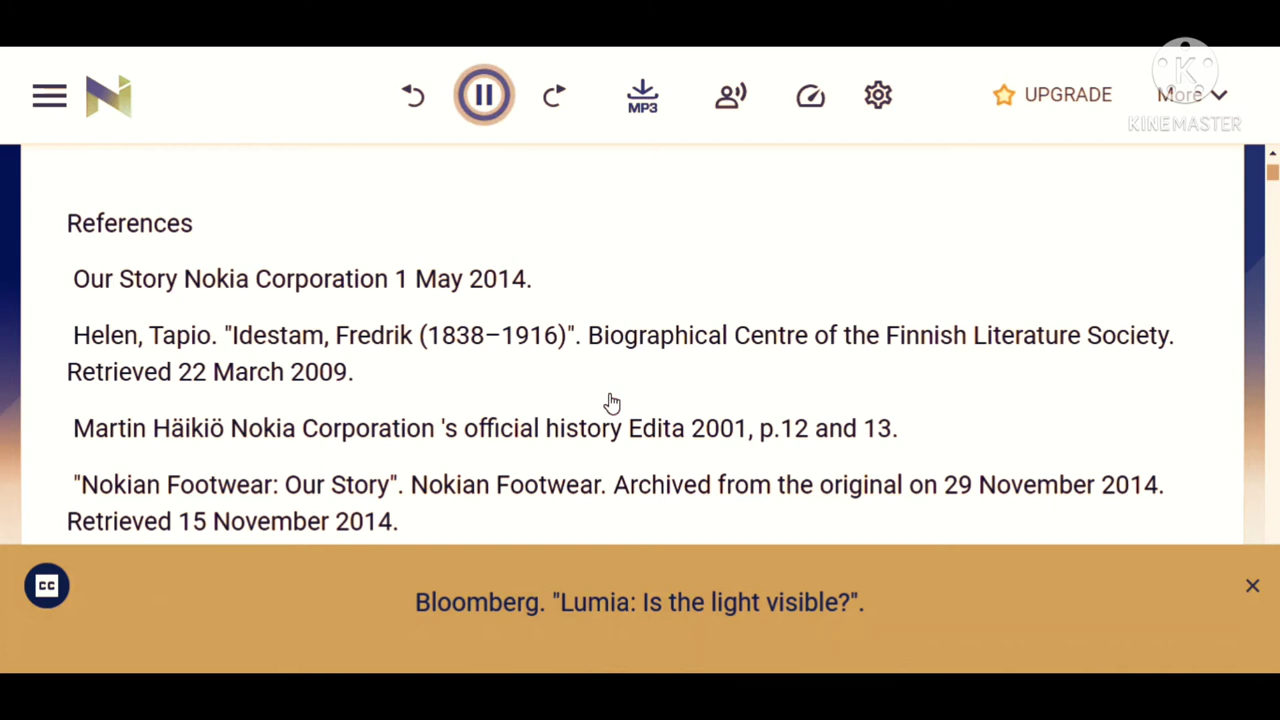 MP3
UPGRADE
More
KINEMASTER
References
Our Story Nokia Corporation 1 May 2014.
Helen, Tapio. "Idestam, Fredrik (1838–1916)". Biographical Centre of the Finnish Literature Society.
Retrieved 22 March 2009.
Martin Häikiö Nokia Corporation 's official history Edita 2001, p.12 and 13.
"Nokian Footwear: Our Story". Nokian Footwear. Archived from the original on 29 November 2014.
Retrieved 15 November 2014.
CC
Bloomberg. "Lumia: Is the light visible?".